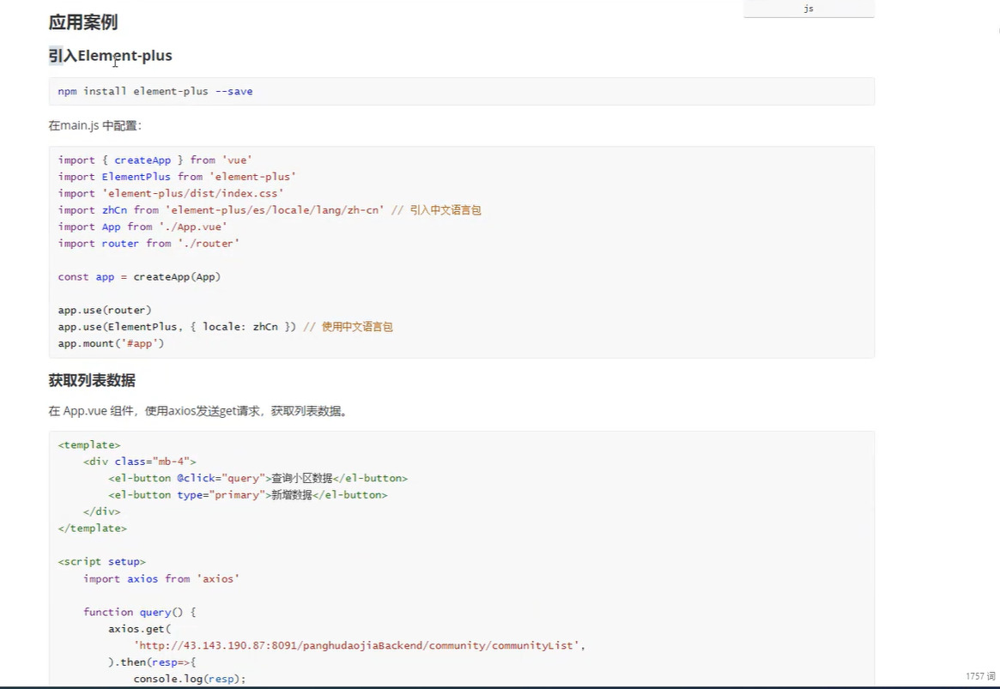 js
应用案例
引入Element-plus
npm install element-plus --save
在main.js 中配置：
import { createApp } from 'vue'
import ElementPlus from 'element-plus'
import 'element-plus/dist/index.css'
import zhCn from 'element-plus/es/locale/lang/zh-cn' // 引入中文语言包
import App from './App.vue'
import router from './router'
const app = createApp(App)
app.use(router)
app.use(ElementPlus, { locale: zhCn }) // 使用中文语言包
app.mount('#app')
获取列表数据
在 App.vue 组件，使用axios发送get请求，获取列表数据。
<template>
<div class="mb-4">
<el-button @click="query">查询小区数据</el-button>
<el-button type="primary">新增数据</el-button>
</div>
</template>
<script setup>
import axios from 'axios'
function query() {
axios.get(
'http://43.143.190.87:8091/panghudaojiaBackend/community/communityList',
).then(resp=>{
console.log(resp);
1757 词